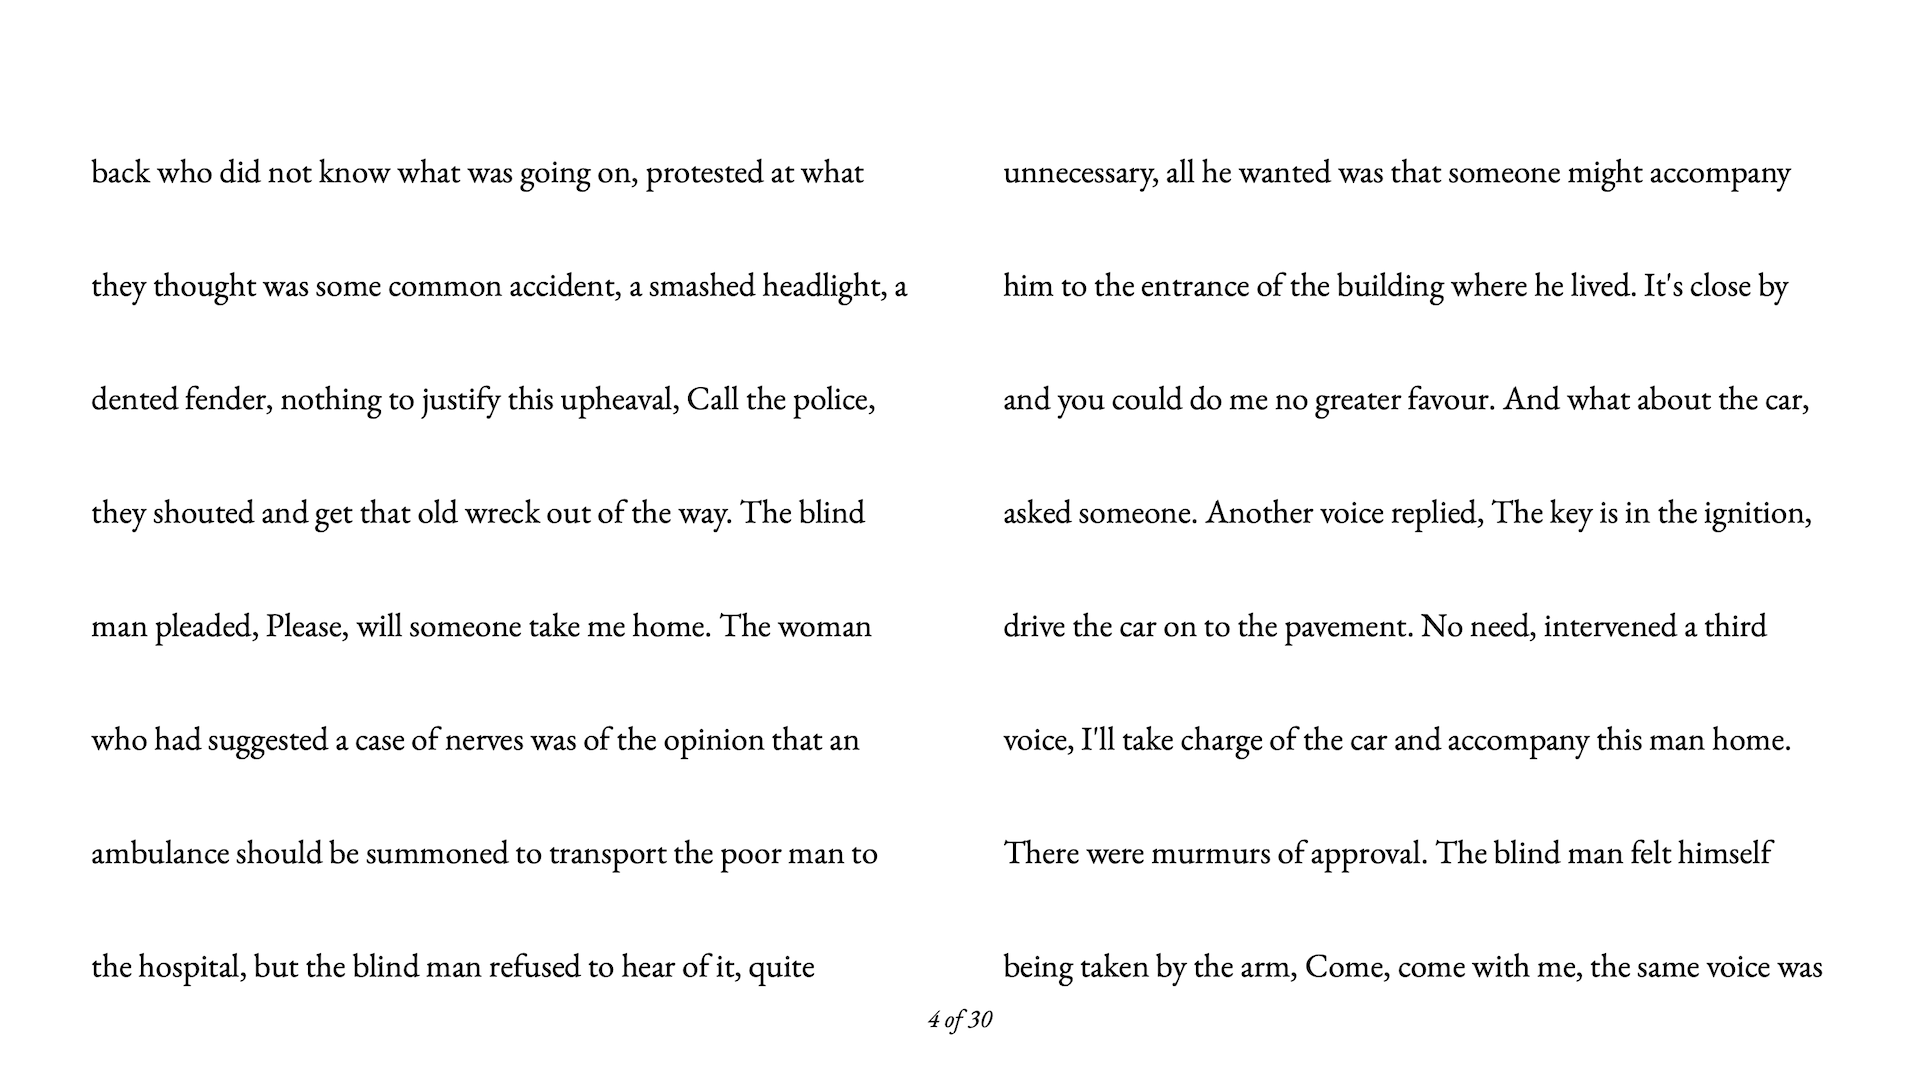 back who did not know what was going on, protested at what
they thought was some common accident, a smashed headlight, a
dented fender, nothing to justify this upheaval, Call the police,
they shouted and get that old wreck out of the way. The blind
man pleaded, Please, will someone take me home. The woman
who had suggested a case of nerves was of the opinion that an
ambulance should be summoned to transport the poor man to
the hospital, but the blind man refused to hear of it, quite
unnecessary, all he wanted was that someone might accompany
him to the entrance of the building where he lived. It's close by
and you could do me no greater favour. And what about the car,
asked someone. Another voice replied, The key is in the ignition,
drive the car on to the pavement. No need, intervened a third
voice, I'll take charge of the car and accompany this man home.
There were murmurs of approval. The blind man felt himself
being taken by the arm, Come, come with me, the same voice was
4 of 30